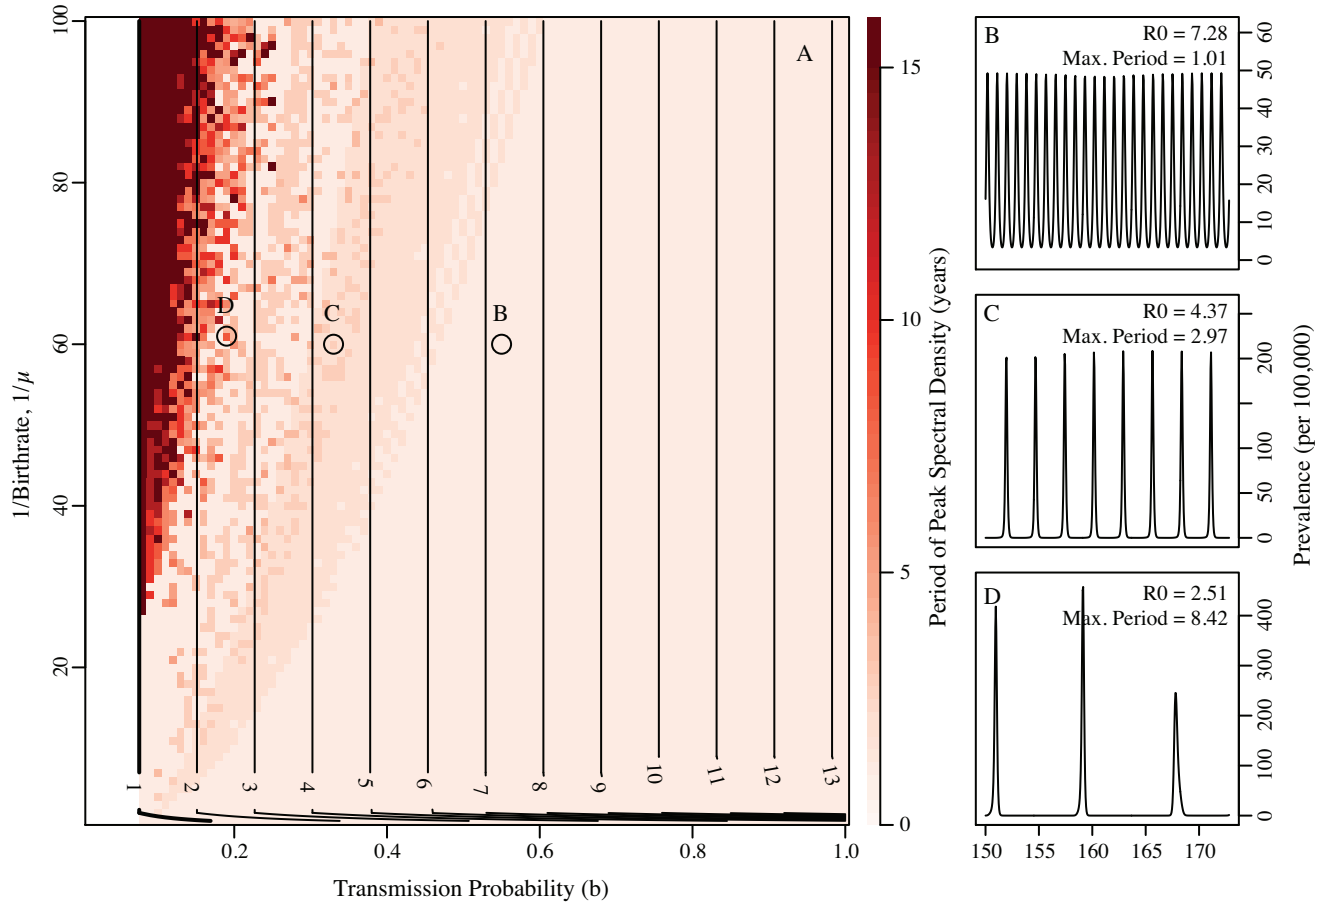 A
D
C
B
1 2 3 4 5 6 7 8 9 10 11 12 13
20 40 60 80 100
1/Birthrate, 1/μ
0.2 0.4 0.6 0.8 1.0
Transmission Probability (b)
0 5 10 15
Period of Peak Spectral Density (years)
B
R0 = 7.28
Max. Period = 1.01
0 10 20 30 40 50 60
C
R0 = 4.37
Max. Period = 2.97
0 50 100 200
D
R0 = 2.51
Max. Period = 8.42
0 100 200 300 400
150 155 160 165 170
Prevalence (per 100,000)